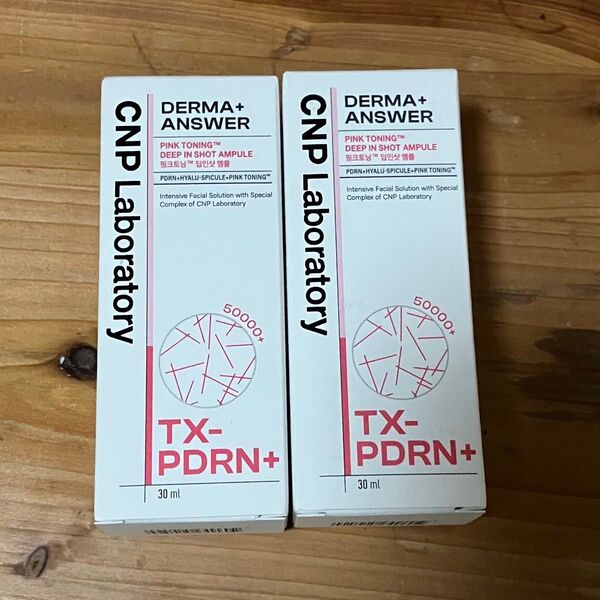 CNP Laboratory
DERMA+
ANSWER
PINK TONING™
DEEP IN SHOT AMPULE
핑크토닝™ 딥인샷 앰플
PDRN+HYALU-SPICULE+PINK TONING™
Intensive Facial Solution with Special
Complex of CNP Laboratory
50000+
TX-
PDRN+
30 ml
CNP Laboratory
DERMA+
ANSWER
PINK TONING™
DEEP IN SHOT AMPULE
핑크토닝™ 딥인샷 앰플
PDRN+HYALU-SPICULE+PINK TONING™
Intensive Facial Solution with Special
Complex of CNP Laboratory
50000+
TX-
PDRN+
30 ml